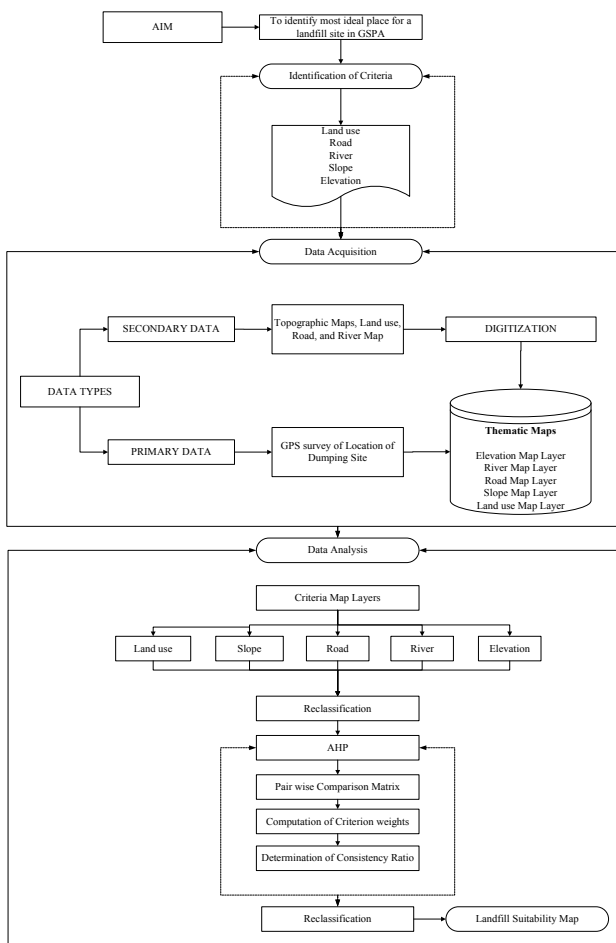 AIM
To identify most ideal place for a
landfill site in GSPA
Identification of Criteria
Land use
Road
River
Slope
Elevation
Data Acquisition
SECONDARY DATA
Topographic Maps, Land use,
Road, and River Map
DIGITIZATION
DATA TYPES
PRIMARY DATA
GPS survey of Location of
Dumping Site
Thematic Maps
Elevation Map Layer
River Map Layer
Road Map Layer
Slope Map Layer
Land use Map Layer
Data Analysis
Criteria Map Layers
Land use
Slope
Road
River
Elevation
Reclassification
AHP
Pair wise Comparison Matrix
Computation of Criterion weights
Determination of Consistency Ratio
Reclassification
Landfill Suitability Map